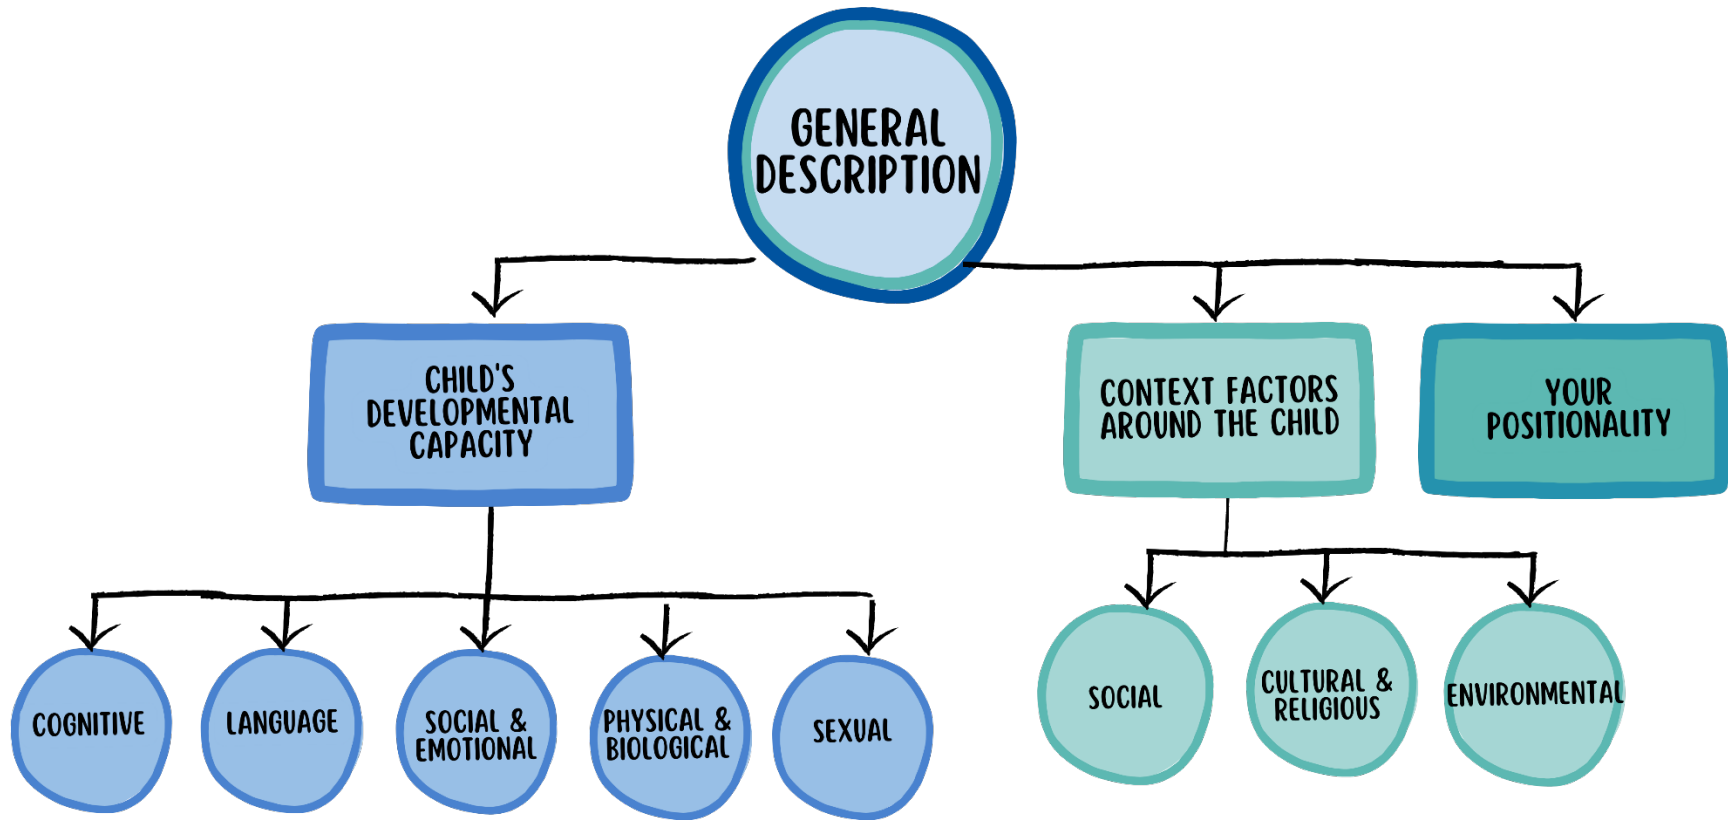 GENERAL
DESCRIPTION
CHILD'S
DEVELOPMENTAL
CAPACITY
CONTEXT FACTORS
AROUND THE CHILD
YOUR
POSITIONALITY
COGNITIVE
LANGUAGE
SOCIAL &
EMOTIONAL
PHYSICAL &
BIOLOGICAL
SEXUAL
SOCIAL
CULTURAL &
RELIGIOUS
ENVIRONMENTAL